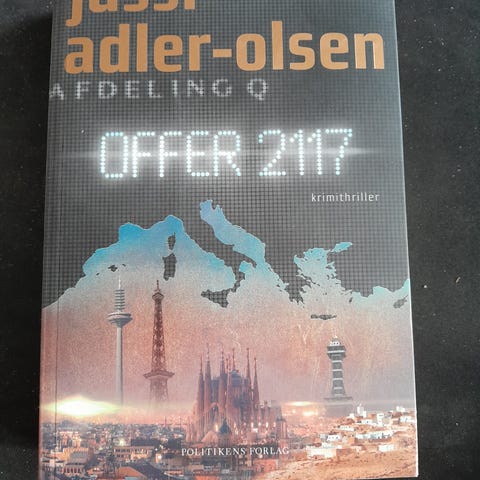 jussi
adler-olsen
AFDELING Q
OFFER 2117
krimithriller
POLITIKENS FORLAG